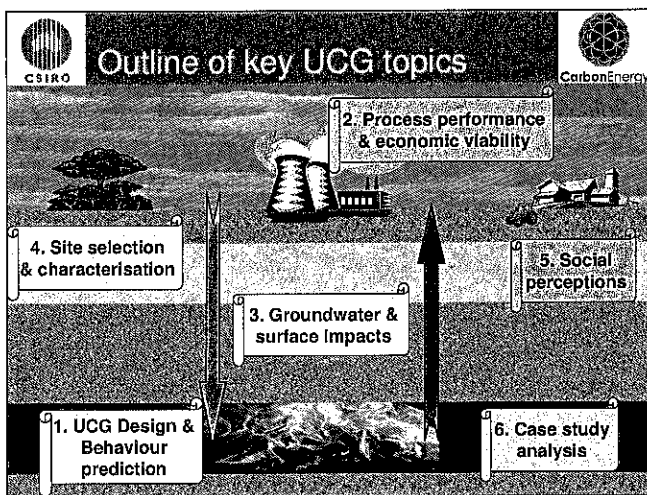 CSIRO
Outline of key UCG topics
CarbonEnergy
2. Process performance
& economic viability
4. Site selection
& characterisation
5. Social
perceptions
3. Groundwater &
surface impacts
1. UCG Design &
Behaviour
prediction
6. Case study
analysis